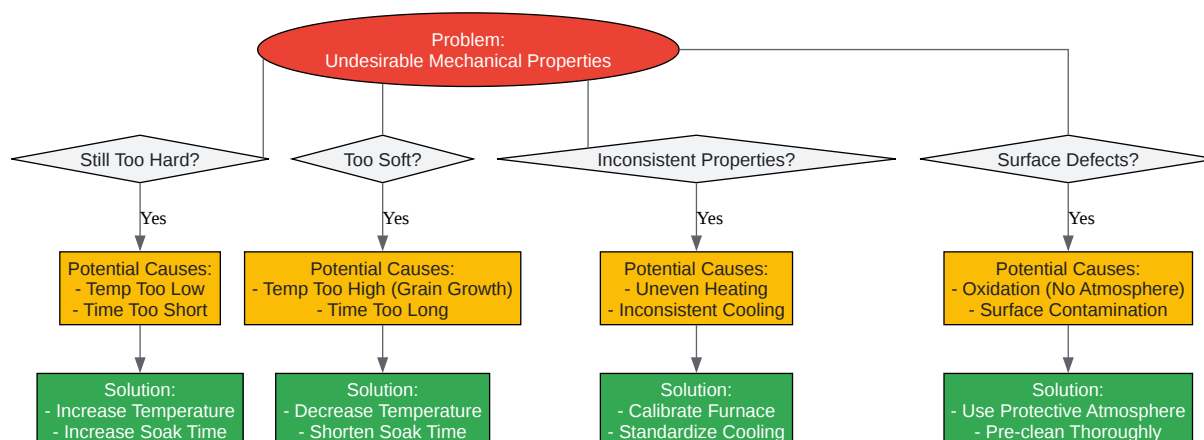 Problem:
Undesirable Mechanical Properties
Still Too Hard?
Too Soft?
Inconsistent Properties?
Surface Defects?
Yes
Yes
Yes
Yes
Potential Causes:
- Temp Too Low
- Time Too Short
Potential Causes:
- Temp Too High (Grain Growth)
- Time Too Long
Potential Causes:
- Uneven Heating
- Inconsistent Cooling
Potential Causes:
- Oxidation (No Atmosphere)
- Surface Contamination
Solution:
- Increase Temperature
- Increase Soak Time
Solution:
- Decrease Temperature
- Shorten Soak Time
Solution:
- Calibrate Furnace
- Standardize Cooling
Solution:
- Use Protective Atmosphere
- Pre-clean Thoroughly